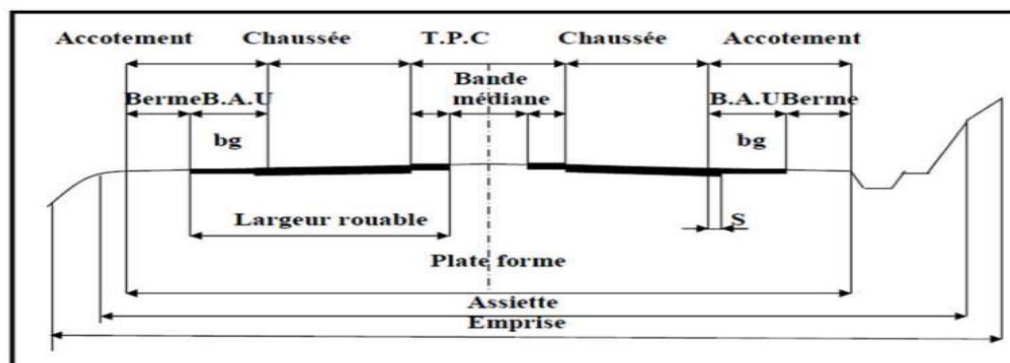 Accotement Chaussée T.P.C Chaussée Accotement
Bande
BermeB.A.U médiane B.A.UBerme
bg bg
Largeur rouable S
Plate forme
Assiette
Emprise